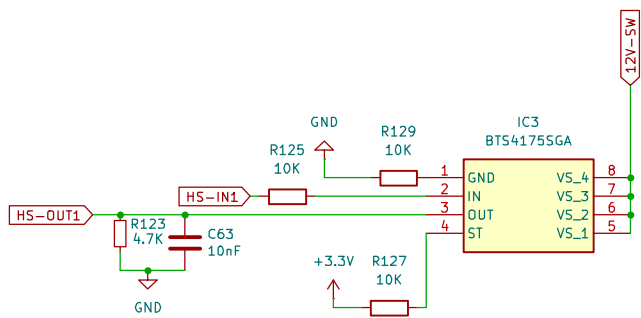 12V-SW
IC3
BTS4175SGA
GND
R129
10K
R125
10K
1 GND VS_4 8
HS-IN1
2 IN VS_3 7
HS-OUT1
3 OUT VS_2 6
4 ST VS_1 5
R123
4.7K
C63
10nF
+3.3V
R127
10K
GND